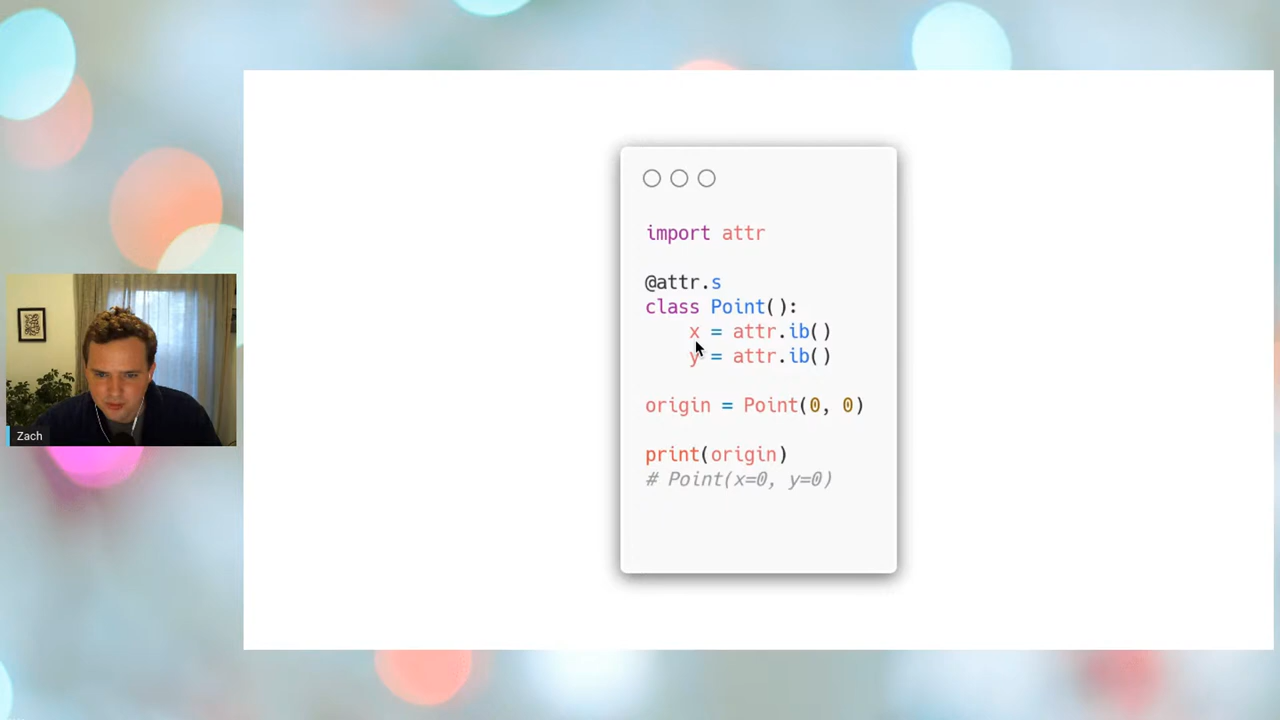 import attr
@attr.s
class Point():
x = attr.ib()
y = attr.ib()
origin = Point(0, 0)
print(origin)
# Point(x=0, y=0)
Zach